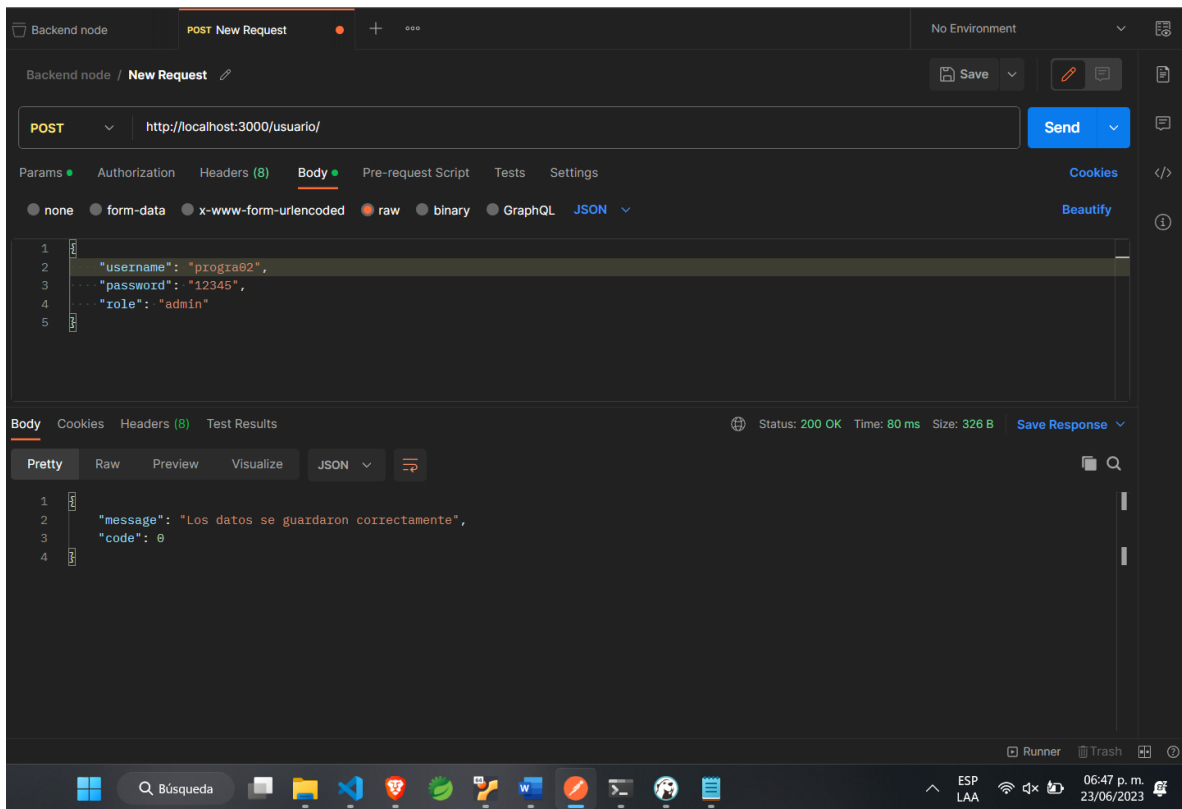 Backend node
POST New Request
No Environment
Backend node / New Request
Save
POST
http://localhost:3000/usuario/
Send
Params
Authorization
Headers (8)
Body
Pre-request Script
Tests
Settings
Cookies
none
form-data
x-www-form-urlencoded
raw
binary
GraphQL
JSON
Beautify
1 {
2 "username": "progra02",
3 "password": "12345",
4 "role": "admin"
5 }
Body
Cookies
Headers (8)
Test Results
Status: 200 OK
Time: 80 ms
Size: 326 B
Save Response
Pretty
Raw
Preview
Visualize
JSON
1 {
2 "message": "Los datos se guardaron correctamente",
3 "code": 0
4 }
Runner
Trash
Búsqueda
ESP
LAA
06:47 p. m.
23/06/2023